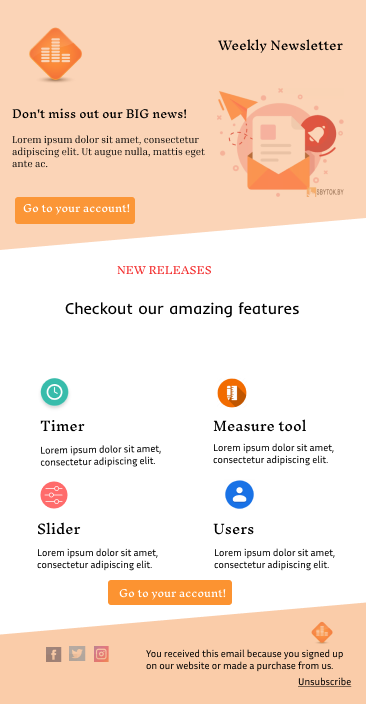 Weekly Newsletter
Don't miss out our BIG news!
Lorem ipsum dolor sit amet, consectetur
adipiscing elit. Ut augue nulla, mattis eget
ante ac.
SBYTOK.BY
Go to your account!
NEW RELEASES
Checkout our amazing features
Timer
Lorem ipsum dolor sit amet,
consectetur adipiscing elit.
Measure tool
Lorem ipsum dolor sit amet,
consectetur adipiscing elit.
Slider
Lorem ipsum dolor sit amet,
consectetur adipiscing elit.
Users
Lorem ipsum dolor sit amet,
consectetur adipiscing elit.
Go to your account!
You received this email because you signed up
on our website or made a purchase from us.
Unsubscribe